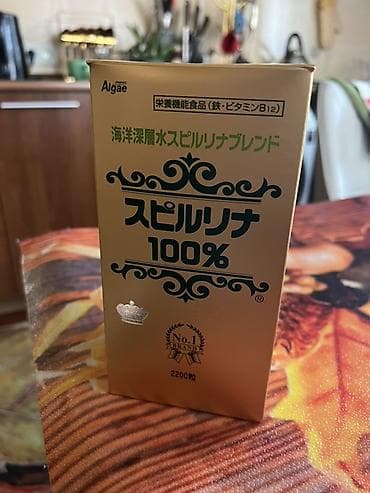 Algae
栄養機能食品(鉄・ビタミンB12)
海洋深層水スピルリナブレンド
スピルリナ
100%
®
No.1
BRAND
2200粒